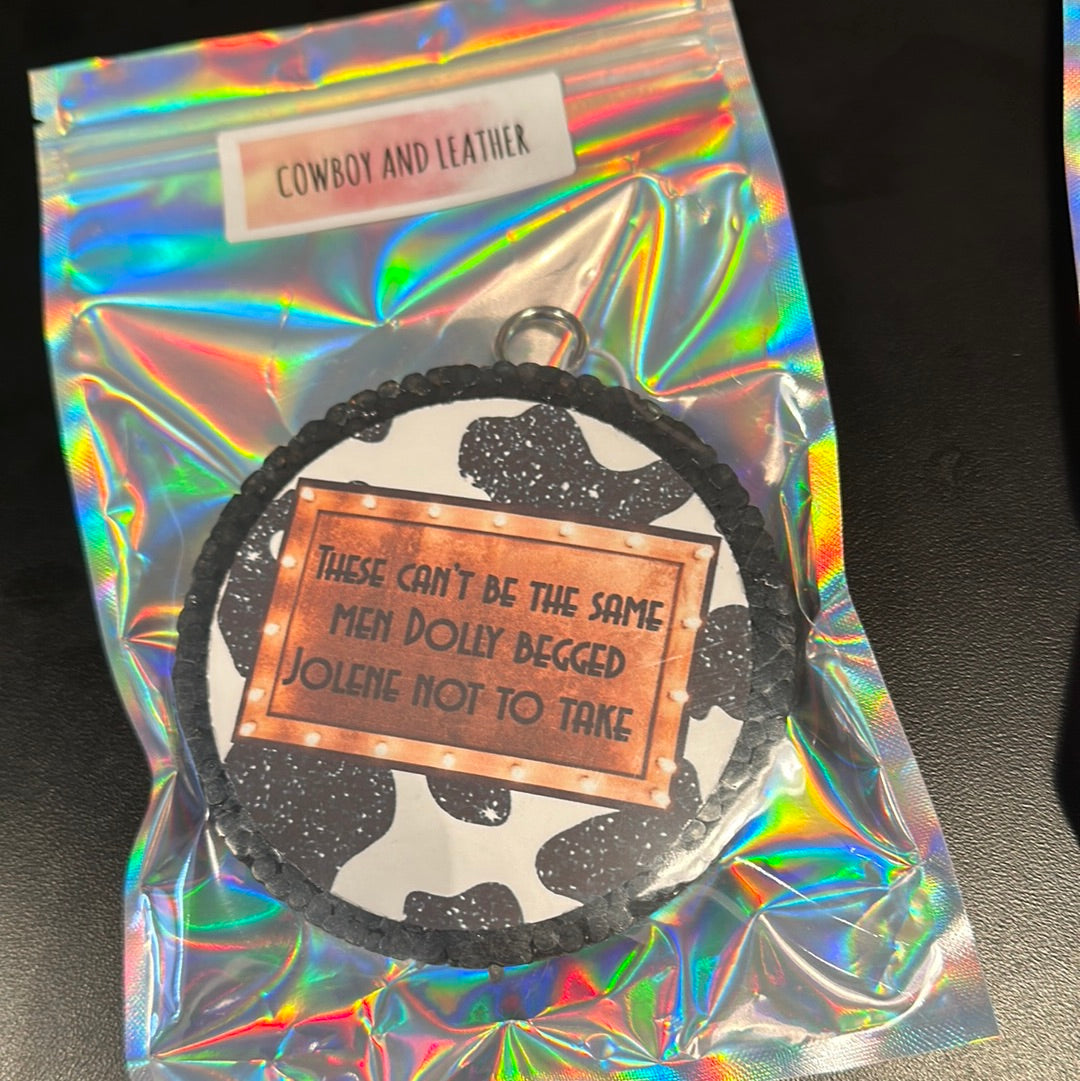 COWBOY AND LEATHER
THESE CAN'T BE THE SAME
MEN DOLLY BEGGED
JOLENE NOT TO TAKE